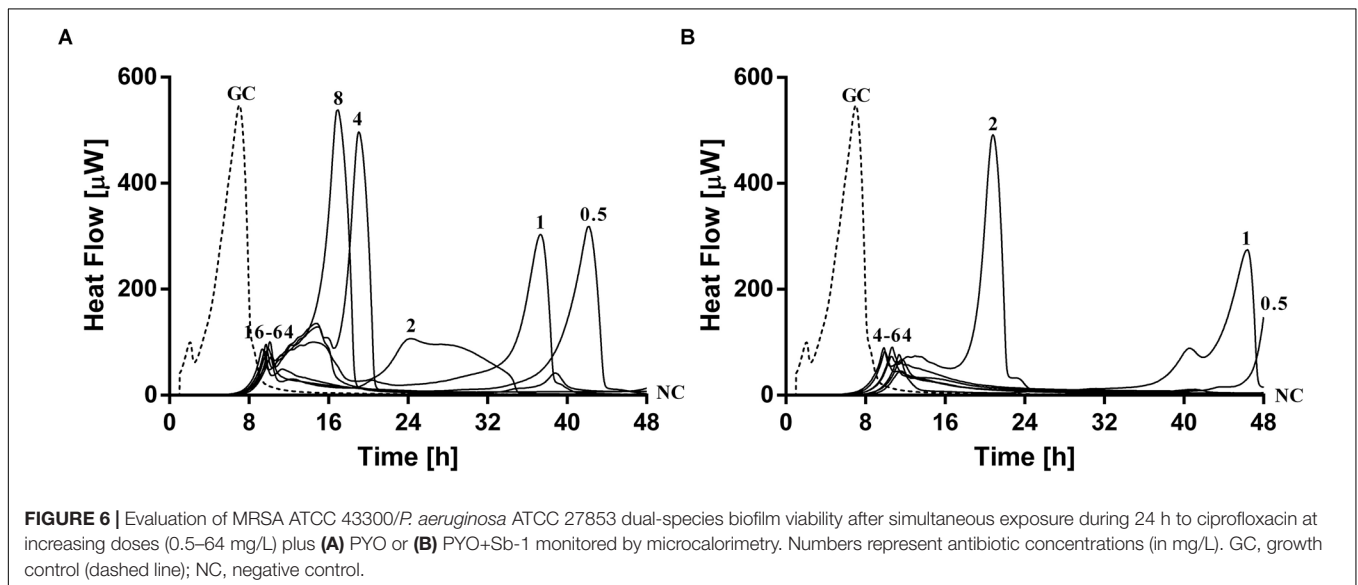 A
B
600
400
200
0
Heat Flow [µW]
GC
8
4
16-64
2
1
0.5
NC
0 8 16 24 32 40 48
Time [h]
600
400
200
0
Heat Flow [µW]
GC
2
4-64
1
0.5
NC
0 8 16 24 32 40 48
Time [h]
FIGURE 6 | Evaluation of MRSA ATCC 43300/P. aeruginosa ATCC 27853 dual-species biofilm viability after simultaneous exposure during 24 h to ciprofloxacin at
increasing doses (0.5–64 mg/L) plus (A) PYO or (B) PYO+Sb-1 monitored by microcalorimetry. Numbers represent antibiotic concentrations (in mg/L). GC, growth
control (dashed line); NC, negative control.